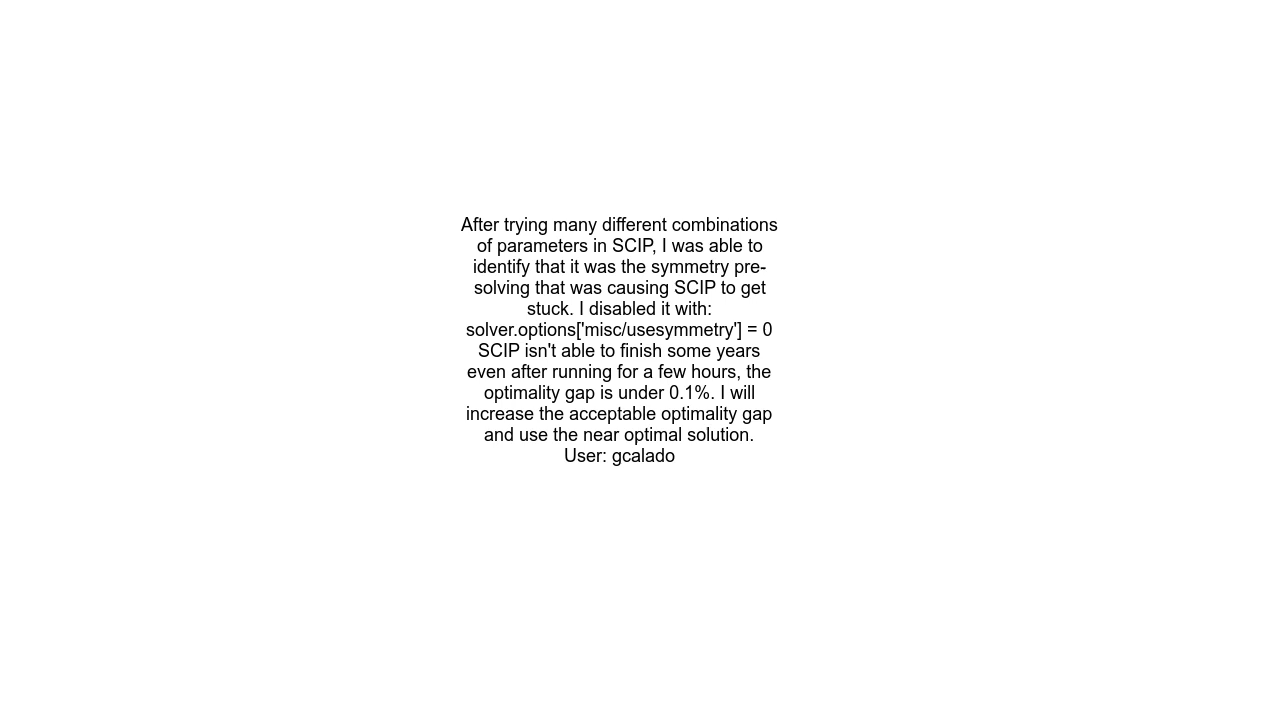 After trying many different combinations
of parameters in SCIP, I was able to
identify that it was the symmetry pre-
solving that was causing SCIP to get
stuck. I disabled it with:
solver.options['misc/usesymmetry'] = 0
SCIP isn't able to finish some years
even after running for a few hours, the
optimality gap is under 0.1%. I will
increase the acceptable optimality gap
and use the near optimal solution.
User: gcalado